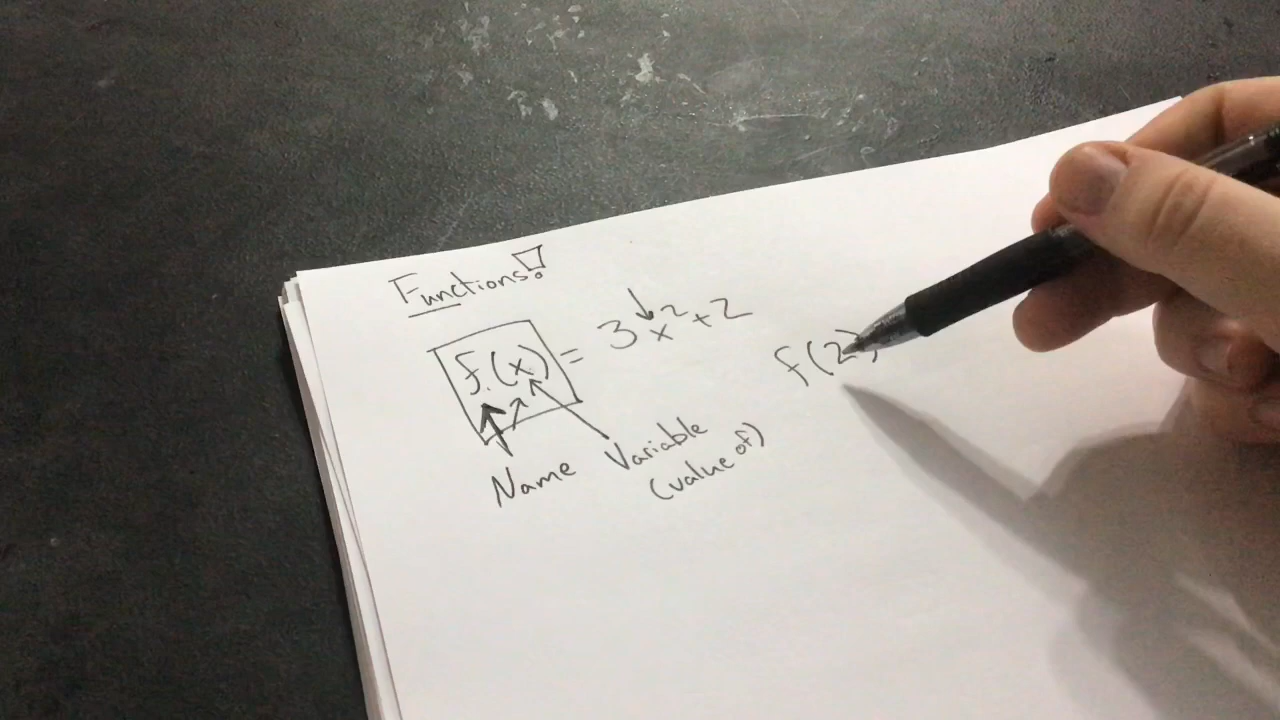 Functions!
f(x) = 3x²+2
f(2)
Name
Variable
(value of)